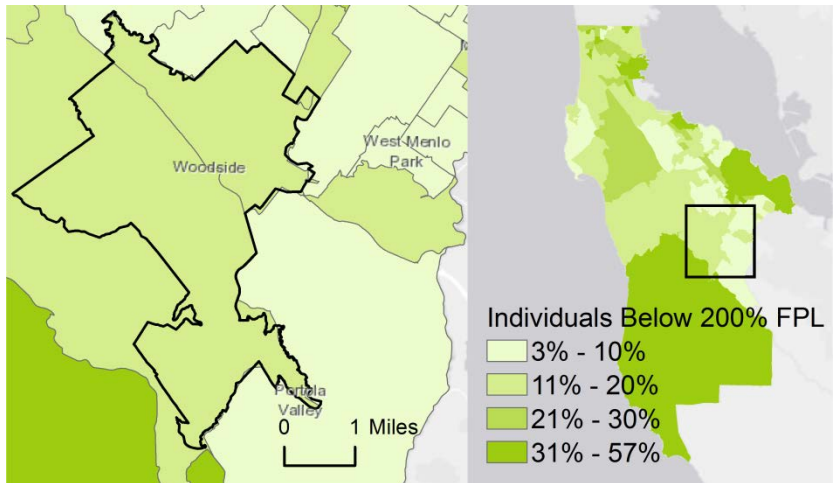 West Menlo
Park
Woodside
Portola
Valley
0 1 Miles
Individuals Below 200% FPL
3% - 10%
11% - 20%
21% - 30%
31% - 57%